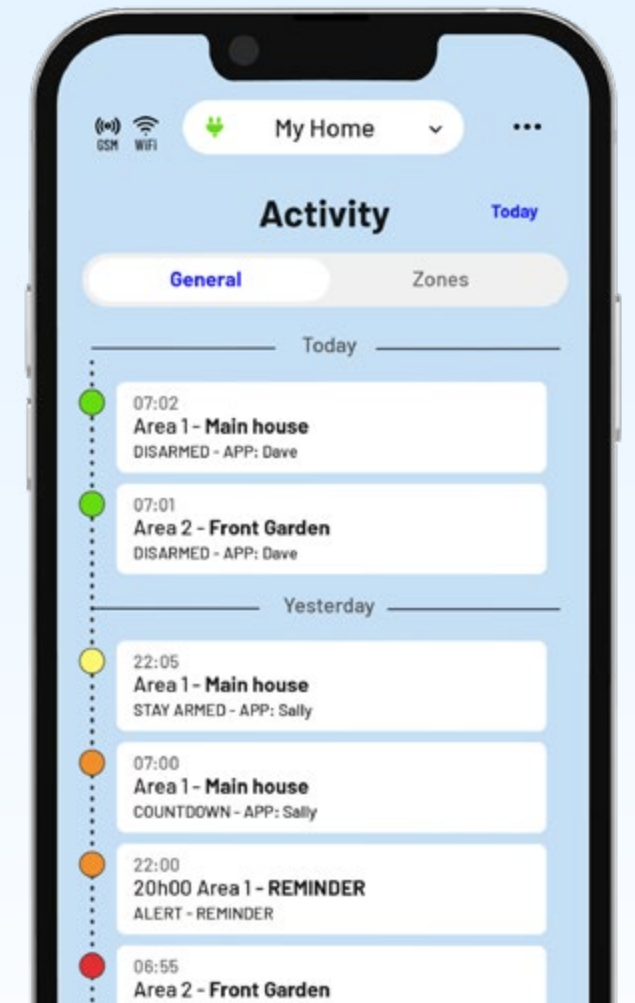 GSM
WiFi
My Home
Activity
Today
General
Zones
Today
07:02
Area 1 - Main house
DISARMED - APP: Dave
07:01
Area 2 - Front Garden
DISARMED - APP: Dave
Yesterday
22:05
Area 1 - Main house
STAY ARMED - APP: Sally
07:00
Area 1 - Main house
COUNTDOWN - APP: Sally
22:00
20h00 Area 1 - REMINDER
ALERT - REMINDER
06:55
Area 2 - Front Garden